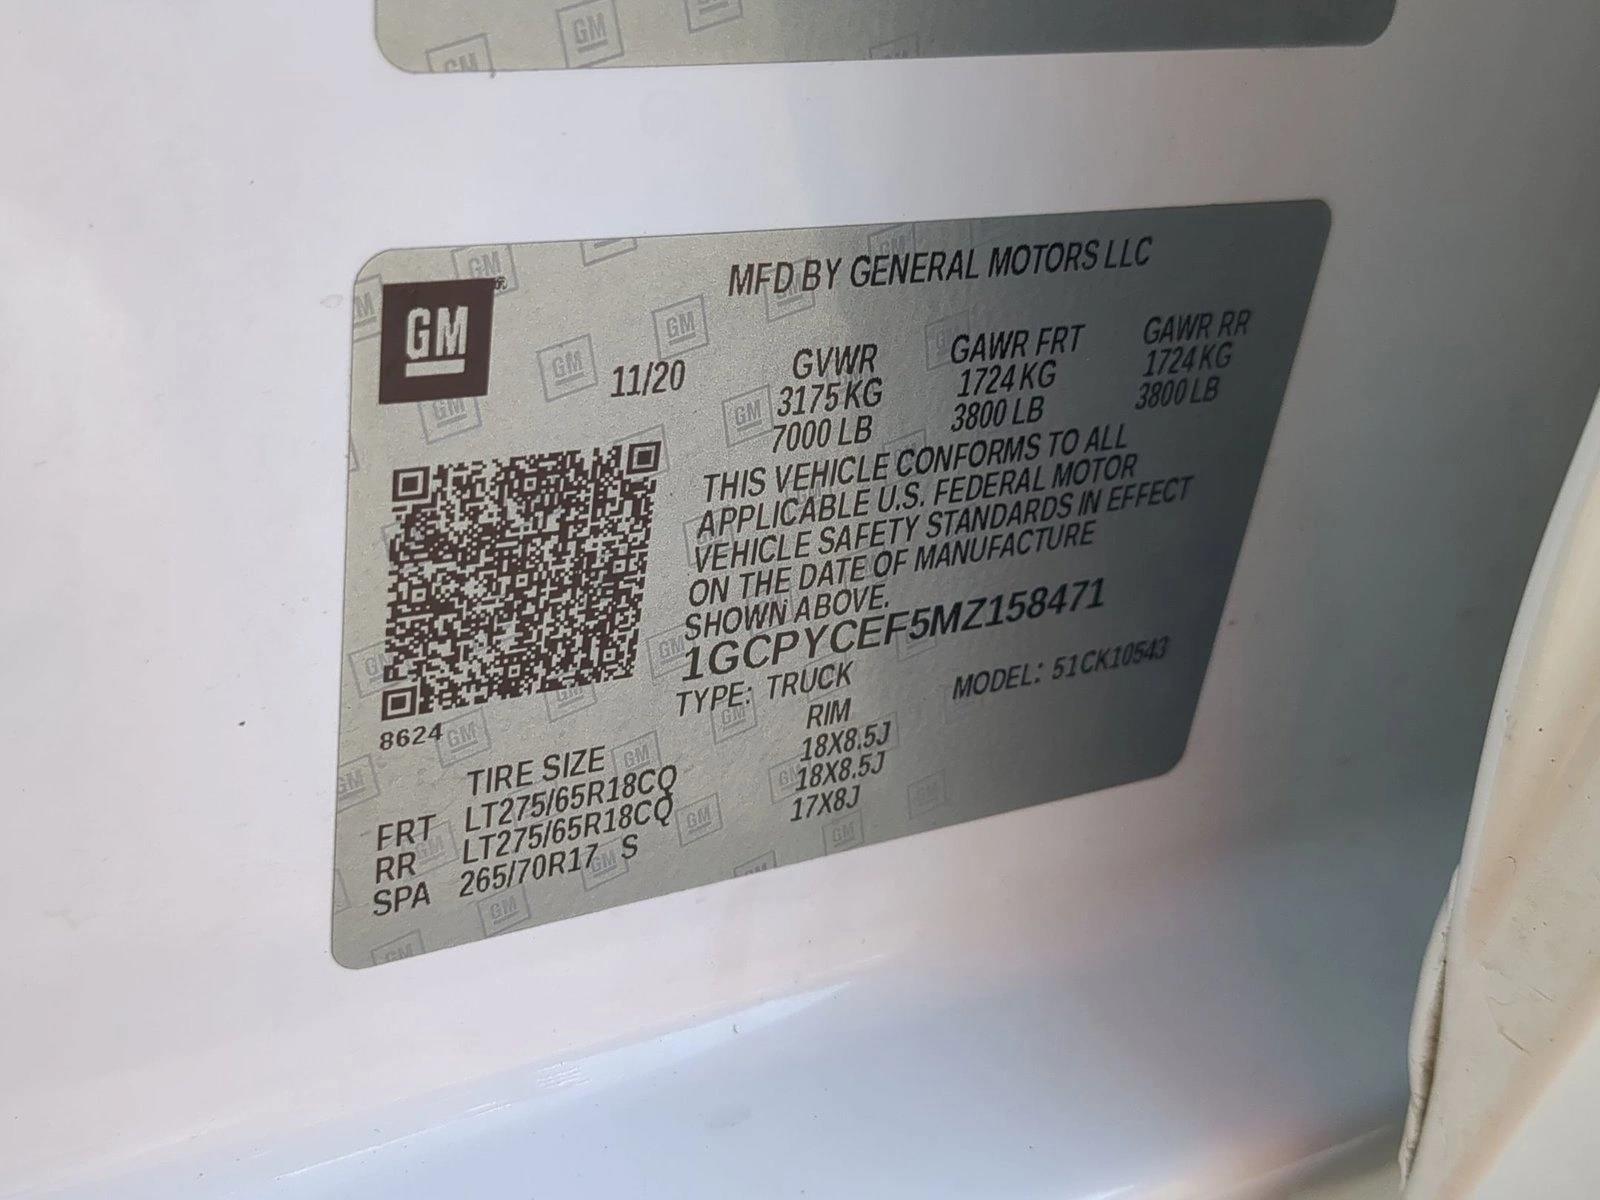 MFD BY GENERAL MOTORS LLC
GM
11/20
GVWR GAWR FRT GAWR RR
3175 KG 1724 KG 1724 KG
7000 LB 3800 LB 3800 LB
THIS VEHICLE CONFORMS TO ALL
APPLICABLE U.S. FEDERAL MOTOR
VEHICLE SAFETY STANDARDS IN EFFECT
ON THE DATE OF MANUFACTURE
SHOWN ABOVE.
1GCPYCEF5MZ158471
TYPE: TRUCK MODEL: 51CK10543
8624
TIRE SIZE RIM
FRT LT275/65R18CQ 18X8.5J
RR LT275/65R18CQ 18X8.5J
SPA 265/70R17 S 17X8J